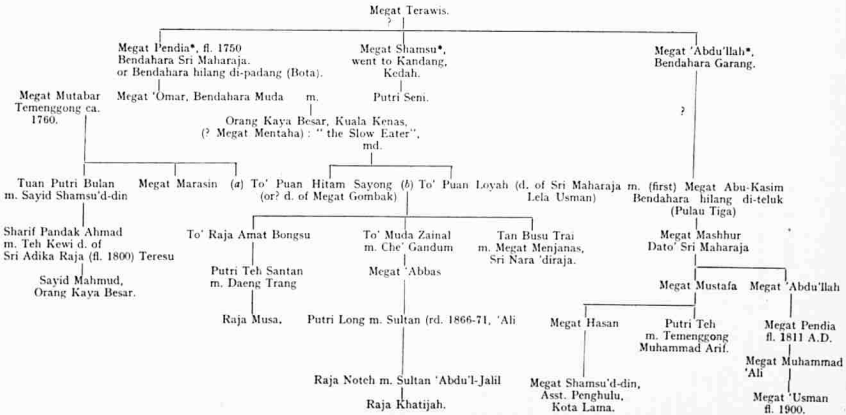 Megat Terawis.
?
Megat Pendia*, fl. 1750
Bendahara Sri Maharaja.
or Bendahara hilang di-padang (Bota).
Megat Shamsu*,
went to Kandang,
Kedah.
Megat 'Abdu'llah*,
Bendahara Garang.
Megat Mutabar
Temenggong ca.
1760.
Megat 'Omar, Bendahara Muda m. Putri Seni.
?
Orang Kaya Besar, Kuala Kenas,
(? Megat Mentaha) : "the Slow Eater",
md.
Tuan Putri Bulan
m. Sayid Shamsu'd-din
Megat Marasin
(a) To' Puan Hitam Sayong
(or? d. of Megat Gombak)
(b) To' Puan Loyah (d. of Sri Maharaja
Lela Usman)
m. (first) Megat Abu-Kasim
Bendahara hilang di-teluk
(Pulau Tiga)
Sharif Pandak Ahmad
m. Teh Kewi d. of
Sri Adika Raja (fl. 1800) Teresu
To' Raja Amat Bongsu
To' Muda Zainal
m. Che' Gandum
Tan Busu Trai
m. Megat Menjanas,
Sri Nara 'diraja.
Megat Mashhur
Dato' Sri Maharaja
Sayid Mahmud,
Orang Kaya Besar.
Putri Teh Santan
m. Daeng Trang
Megat 'Abbas
Megat Mustafa
Megat 'Abdu'llah
Raja Musa.
Putri Long m. Sultan (rd. 1866-71, 'Ali
Megat Hasan
Putri Teh
m. Temenggong
Muhammad Arif.
Megat Pendia
fl. 1811 A.D.
Megat Muhammad
'Ali
Raja Noteh m. Sultan 'Abdu'l-Jalil
Megat Shamsu'd-din,
Asst. Penghulu,
Kota Lama.
Raja Khatijah.
Megat 'Usman
fl. 1900.